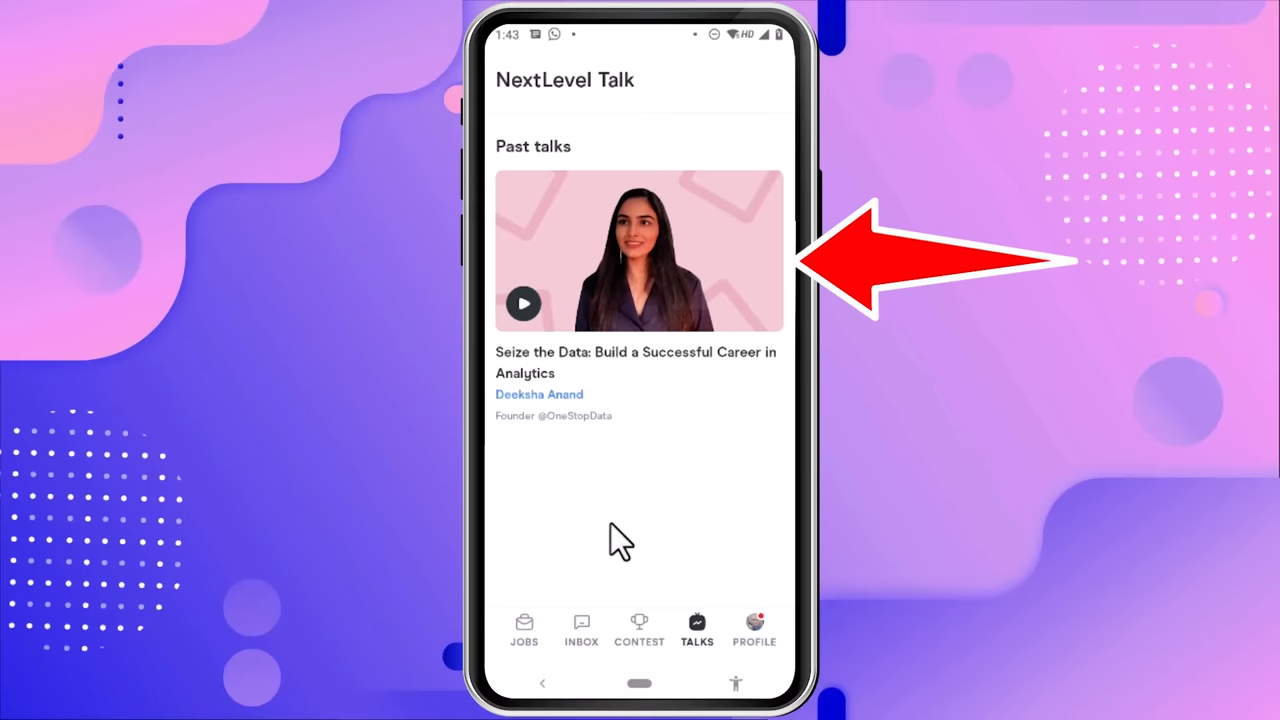 1:43
HD
NextLevel Talk
Past talks
Seize the Data: Build a Successful Career in
Analytics
Deeksha Anand
Founder @OneStopData
JOBS INBOX CONTEST TALKS PROFILE